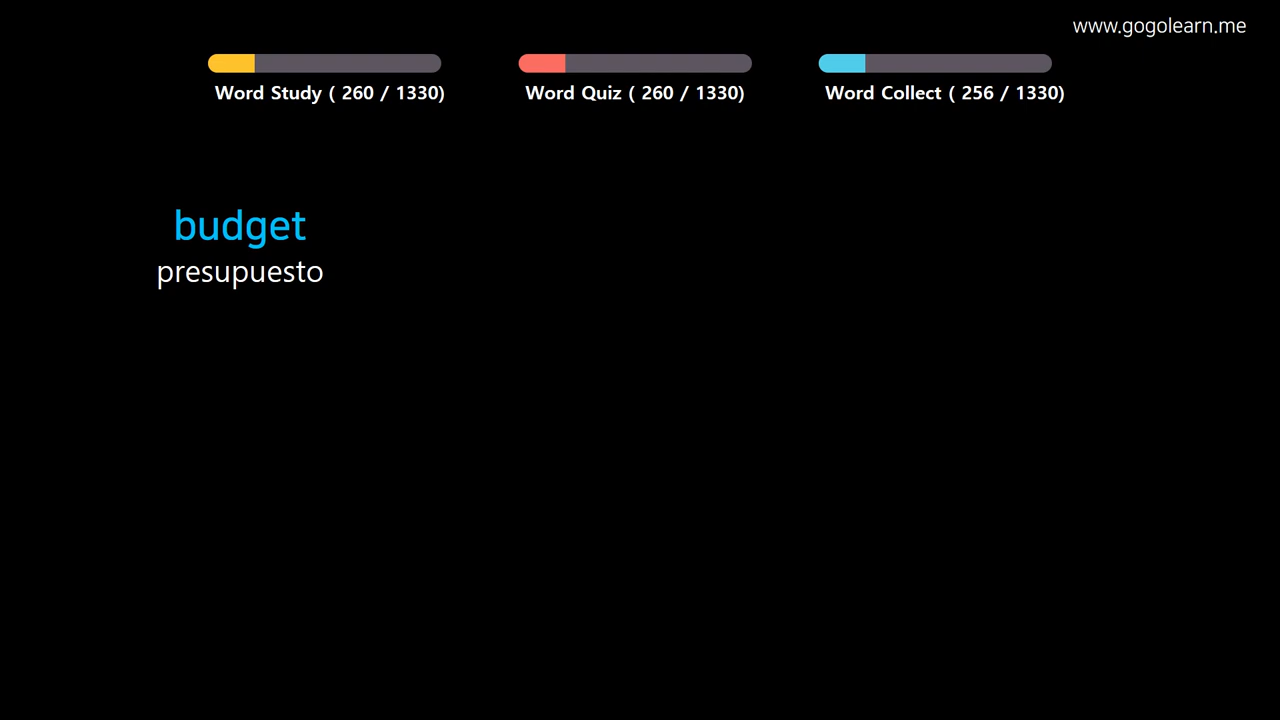 www.gogolearn.me
Word Study ( 260 / 1330)
Word Quiz ( 260 / 1330)
Word Collect ( 256 / 1330)
budget
presupuesto